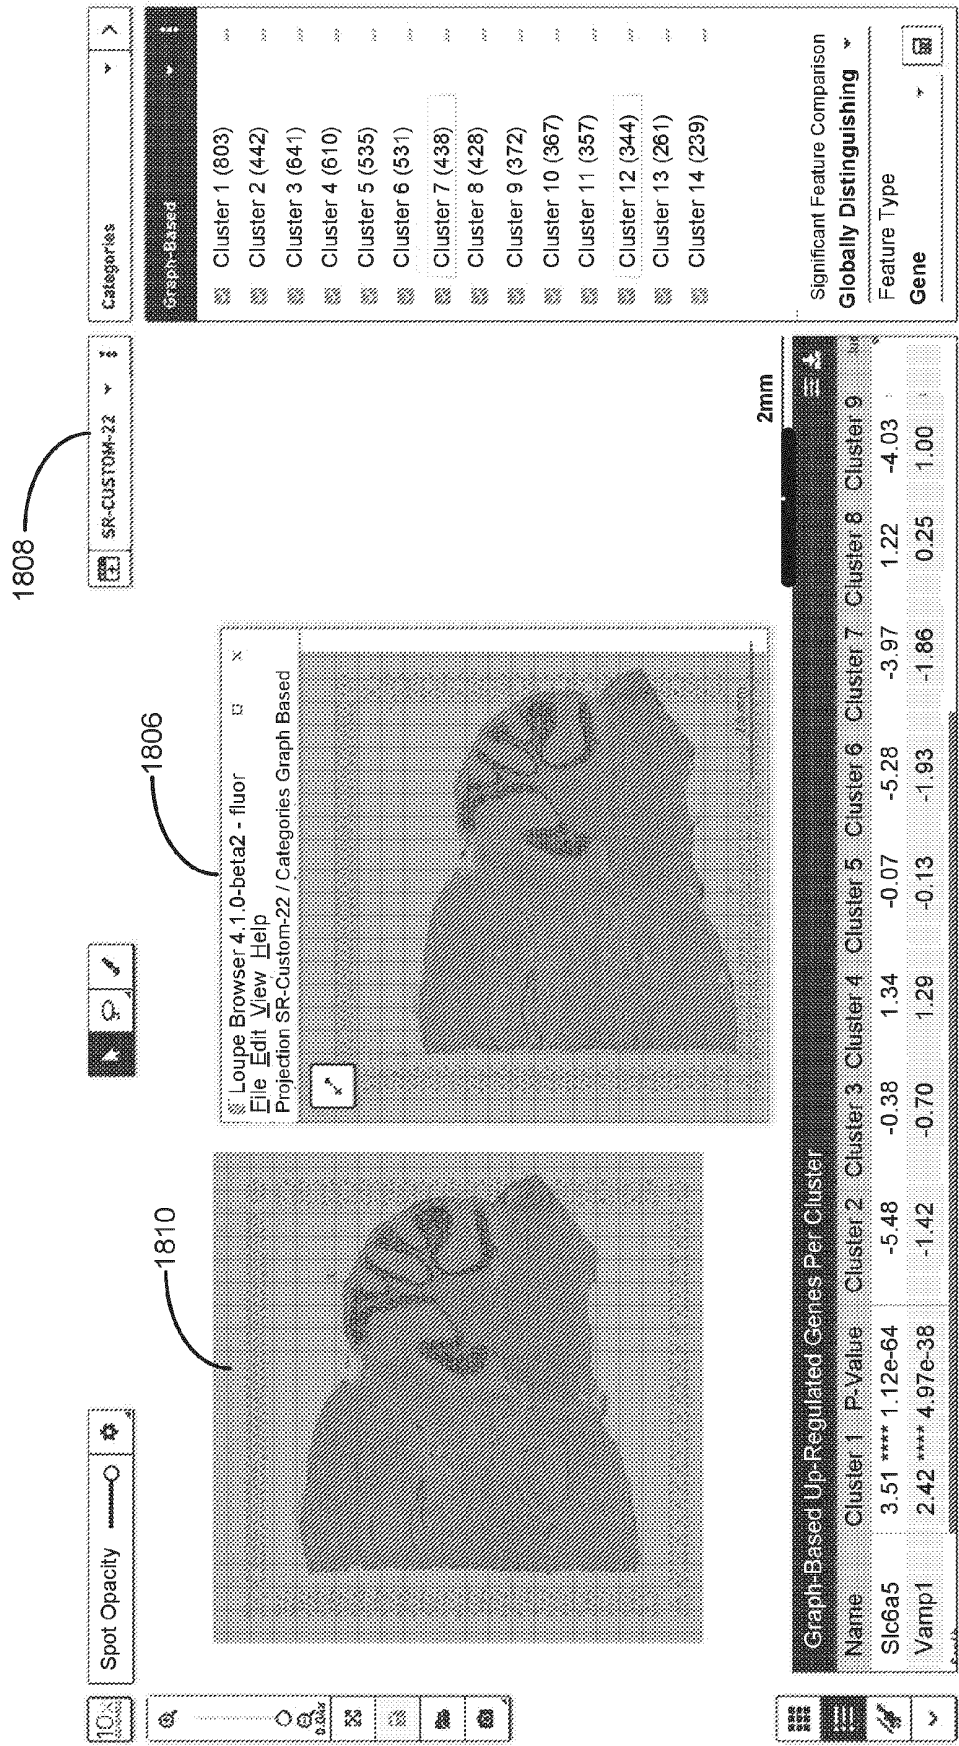 1808
1806
1810
10x
Spot Opacity
SR-CUSTOM-22
Categories
Graph-Based
Cluster 1 (803)
Cluster 2 (442)
Cluster 3 (641)
Cluster 4 (610)
Cluster 5 (535)
Cluster 6 (531)
Cluster 7 (438)
Cluster 8 (428)
Cluster 9 (372)
Cluster 10 (367)
Cluster 11 (357)
Cluster 12 (344)
Cluster 13 (261)
Cluster 14 (239)
Significant Feature Comparison
Globally Distinguishing
Feature Type
Gene
Loupe Browser 4.1.0-beta2 - fluor
File Edit View Help
Projection SR-Custom-22 / Categories Graph Based
2mm
Graph-Based Up-Regulated Genes Per Cluster
Name Cluster 1 P-Value Cluster 2 Cluster 3 Cluster 4 Cluster 5 Cluster 6 Cluster 7 Cluster 8 Cluster 9
Slc6a5 3.51 **** 1.12e-64 -5.48 -0.38 1.34 -0.07 -5.28 -3.97 1.22 -4.03
Vamp1 2.42 **** 4.97e-38 -1.42 -0.70 1.29 -0.13 -1.93 -1.86 0.25 1.00